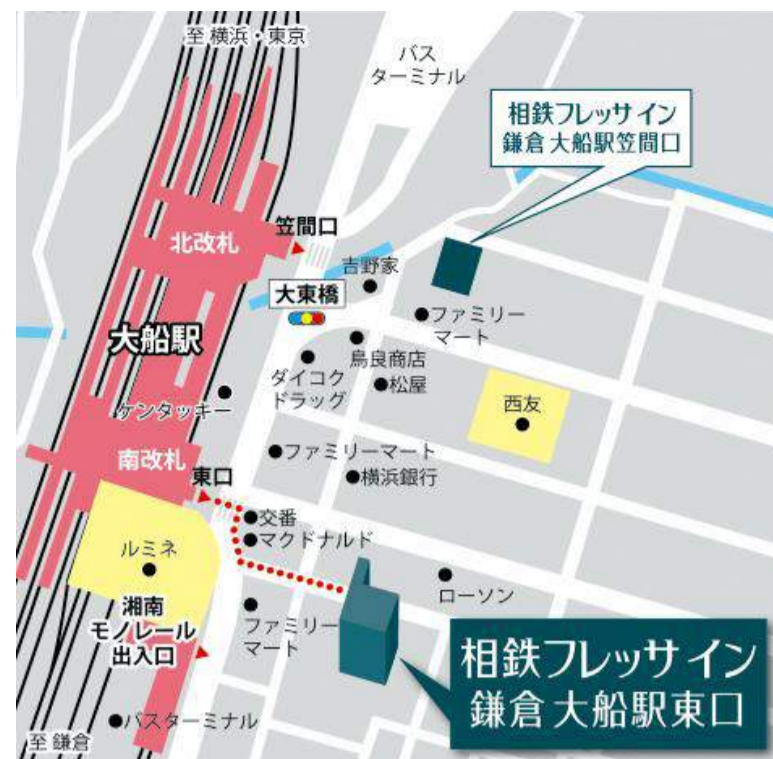 至 横浜・東京
バス
ターミナル
相鉄フレッサイン
鎌倉 大船駅笠間口
笠間口
北改札
吉野家
大東橋
ファミリー
マート
大船駅
鳥良商店
ダイコク
ドラッグ
松屋
ケンタッキー
西友
ファミリーマート
南改札
東口
横浜銀行
交番
マクドナルド
ルミネ
ローソン
湘南
モノレール
出入口
ファミリー
マート
相鉄フレッサイン
鎌倉 大船駅東口
バスターミナル
至 鎌倉